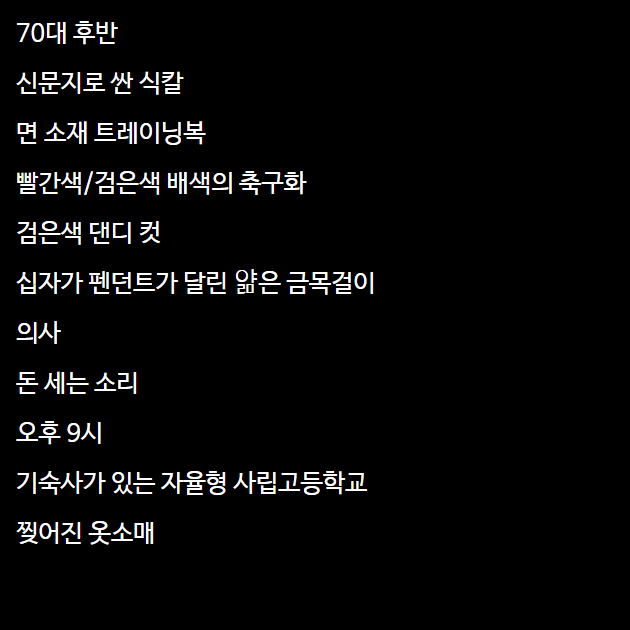 70대 후반
신문지로 싼 식칼
면 소재 트레이닝복
빨간색/검은색 배색의 축구화
검은색 댄디 컷
십자가 펜던트가 달린 얆은 금목걸이
의사
돈 세는 소리
오후 9시
기숙사가 있는 자율형 사립고등학교
찢어진 옷소매